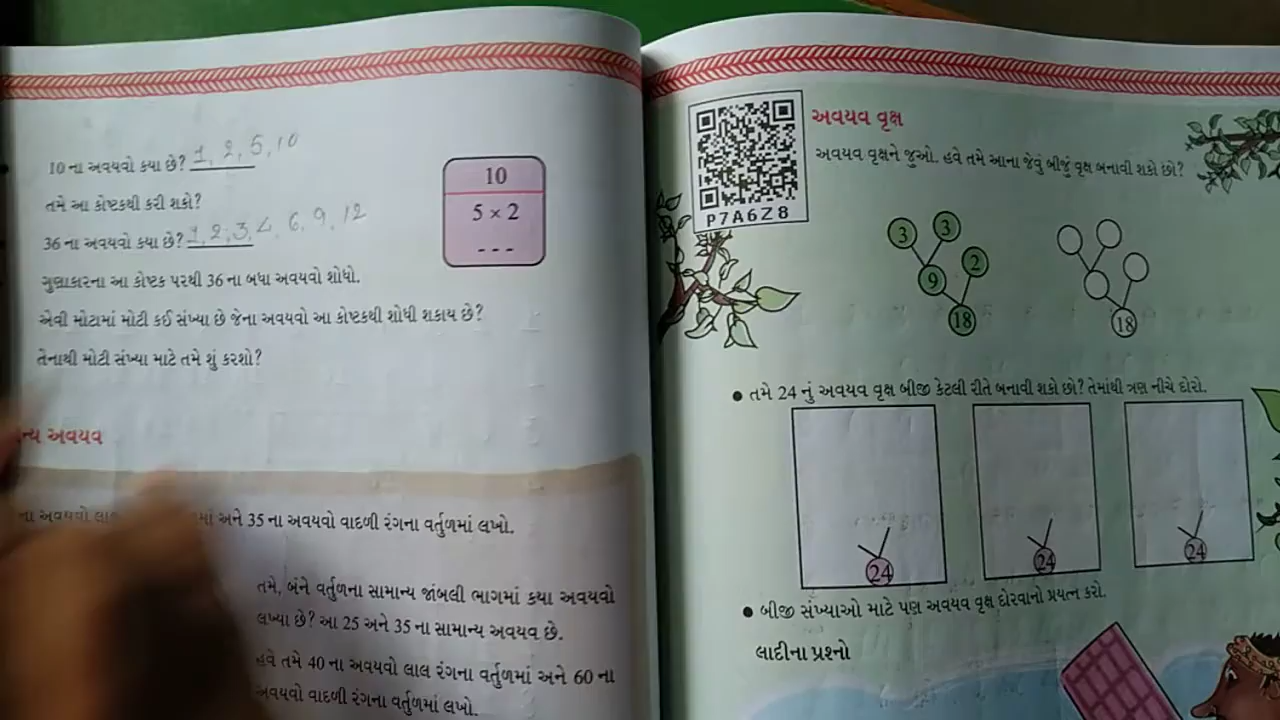 10 ના અવયવો કયા છે? 1, 2, 5, 10
તમે આ કોષ્ટકથી કરી શકો?
36 ના અવયવો કયા છે? 1, 2, 3, 4, 6, 9, 12
ગુણાકારના આ કોષ્ટક પરથી 36 ના બધા અવયવો શોધો.
એવી મોટામાં મોટી કઈ સંખ્યા છે જેના અવયવો આ કોષ્ટકથી શોધી શકાય છે?
તેનાથી મોટી સંખ્યા માટે તમે શું કરશો?
10
5 × 2
- - -
અવયવ
ના અવયવો
અને 35 ના અવયવો વાદળી રંગના વર્તુળમાં લખો.
તમે, બંને વર્તુળના સામાન્ય જાંબલી ભાગમાં કયા અવયવો
લખ્યા છે? આ 25 અને 35 ના સામાન્ય અવયવ છે.
હવે તમે 40 ના અવયવો લાલ રંગના વર્તુળમાં અને 60 ના
અવયવો વાદળી રંગના વર્તુળમાં લખો.
P7A6Z8
અવયવ વૃક્ષ
અવયવ વૃક્ષને જુઓ. હવે તમે આના જેવું બીજું વૃક્ષ બનાવી શકો છો?
3 3
9 2
18
18
• તમે 24 નું અવયવ વૃક્ષ બીજી કેટલી રીતે બનાવી શકો છો? તેમાંથી ત્રણ નીચે દોરો.
24 24 24
• બીજી સંખ્યાઓ માટે પણ અવયવ વૃક્ષ દોરવાનો પ્રયત્ન કરો.
લાદીના પ્રશ્નો